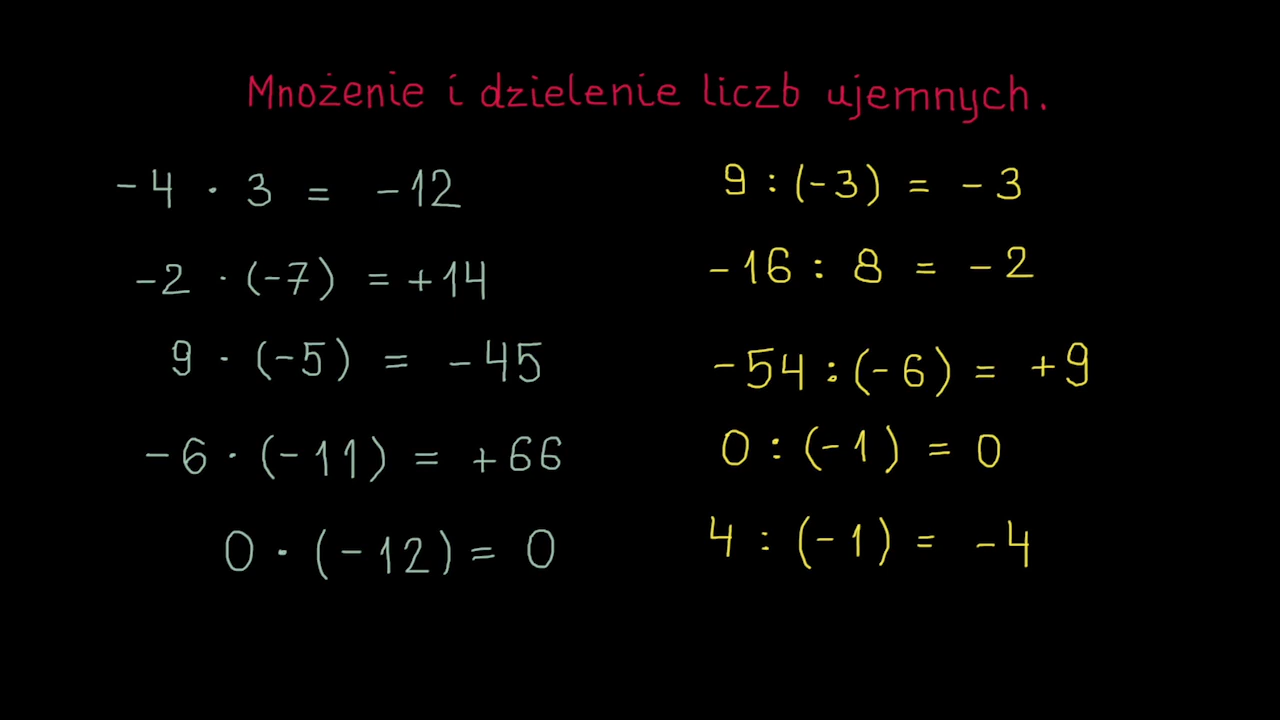 Mnożenie i dzielenie liczb ujemnych.
-4 · 3 = -12
-2 · (-7) = +14
9 · (-5) = -45
-6 · (-11) = +66
0 · (-12) = 0
9 : (-3) = -3
-16 : 8 = -2
-54 : (-6) = +9
0 : (-1) = 0
4 : (-1) = -4